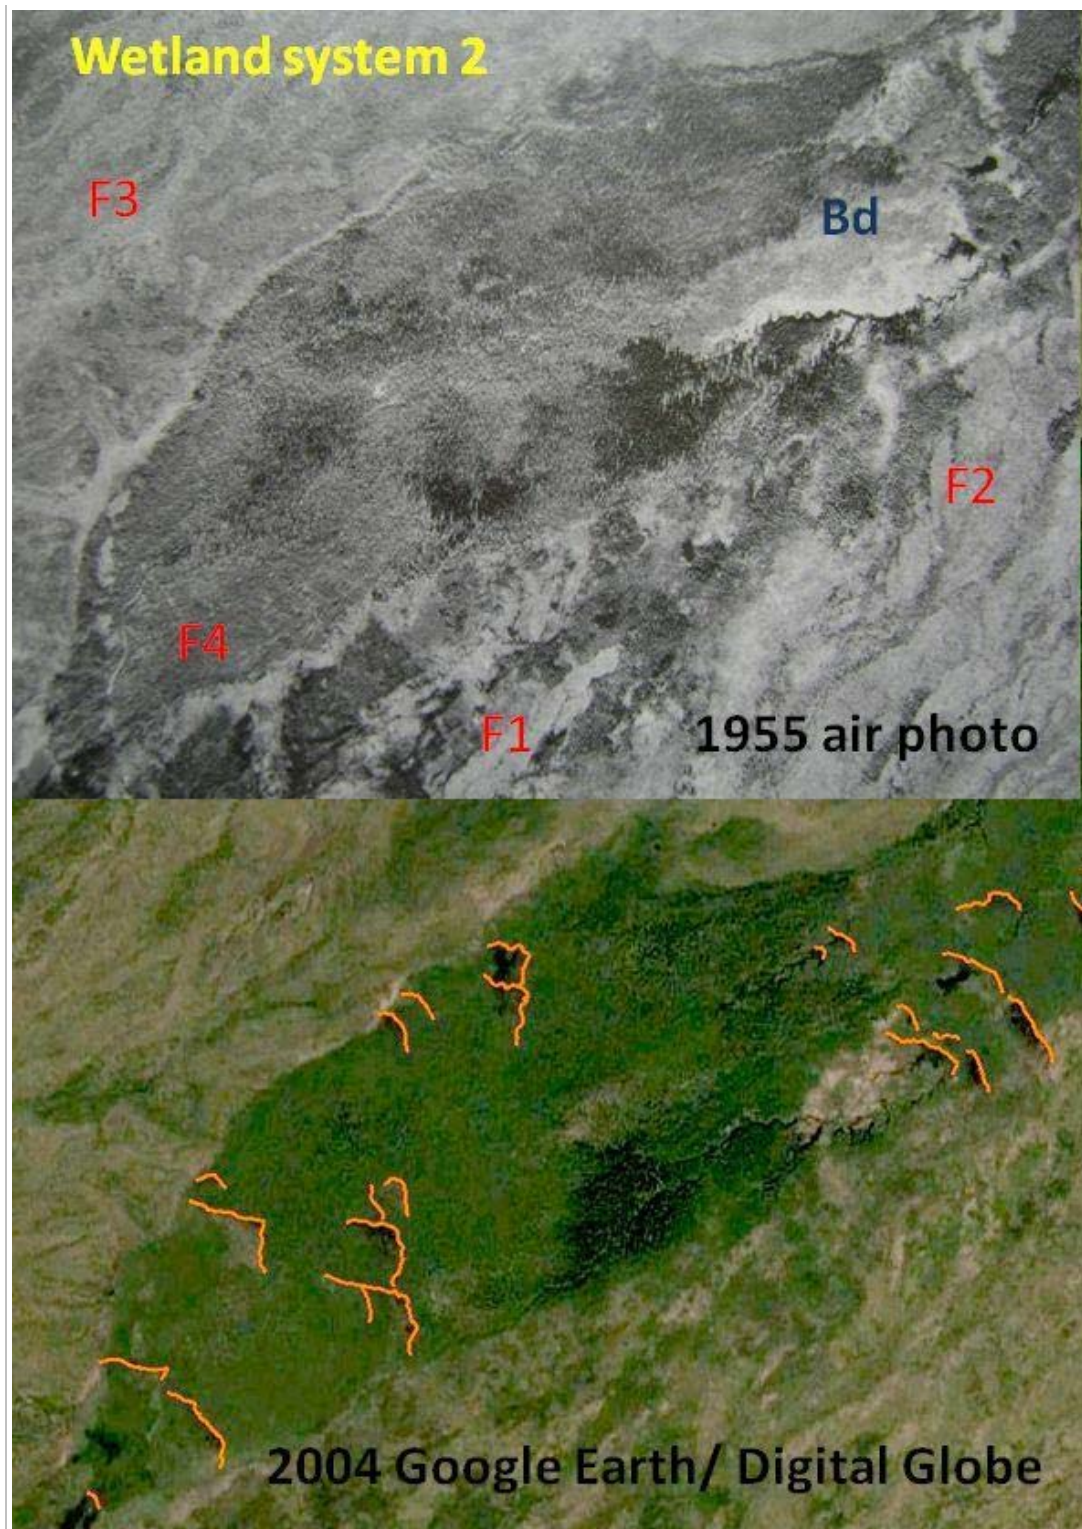 Wetland system 2
F3
Bd
F2
F4
F1
1955 air photo
2004 Google Earth/ Digital Globe